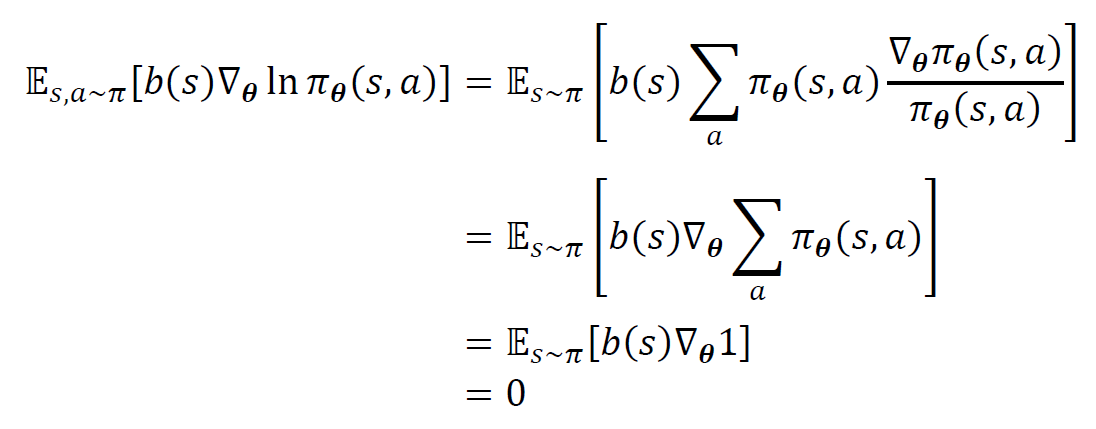 𝔼_{s,a~π}[b(s)∇_θ ln π_θ(s,a)] = 𝔼_{s~π}[b(s) ∑_a π_θ(s,a) ∇_θπ_θ(s,a)/π_θ(s,a)]
= 𝔼_{s~π}[b(s)∇_θ ∑_a π_θ(s,a)]
= 𝔼_{s~π}[b(s)∇_θ1]
= 0